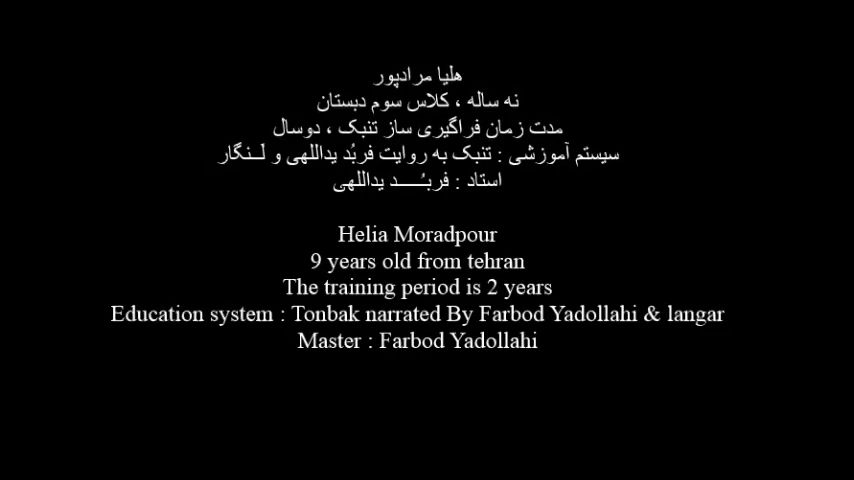 هلیا مرادپور
نه ساله ، کلاس سوم دبستان
مدت زمان فراگیری ساز تنبک ، دوسال
سیستم آموزشی : تنبک به روایت فربُد یداللهی و لَـنگار
استاد : فربُـــــد یداللهی
Helia Moradpour
9 years old from tehran
The training period is 2 years
Education system : Tonbak narrated By Farbod Yadollahi & langar
Master : Farbod Yadollahi